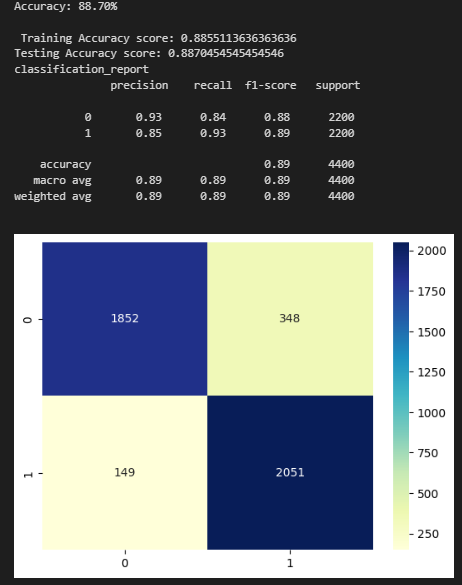 Accuracy: 88.70%
Training Accuracy score: 0.8855113636363636
Testing Accuracy score: 0.8870454545454546
classification_report
precision recall f1-score support
0 0.93 0.84 0.88 2200
1 0.85 0.93 0.89 2200
accuracy 0.89 4400
macro avg 0.89 0.89 0.89 4400
weighted avg 0.89 0.89 0.89 4400
2000
1750
0 1852 348
1500
1250
1000
750
1 149 2051
500
250
0 1